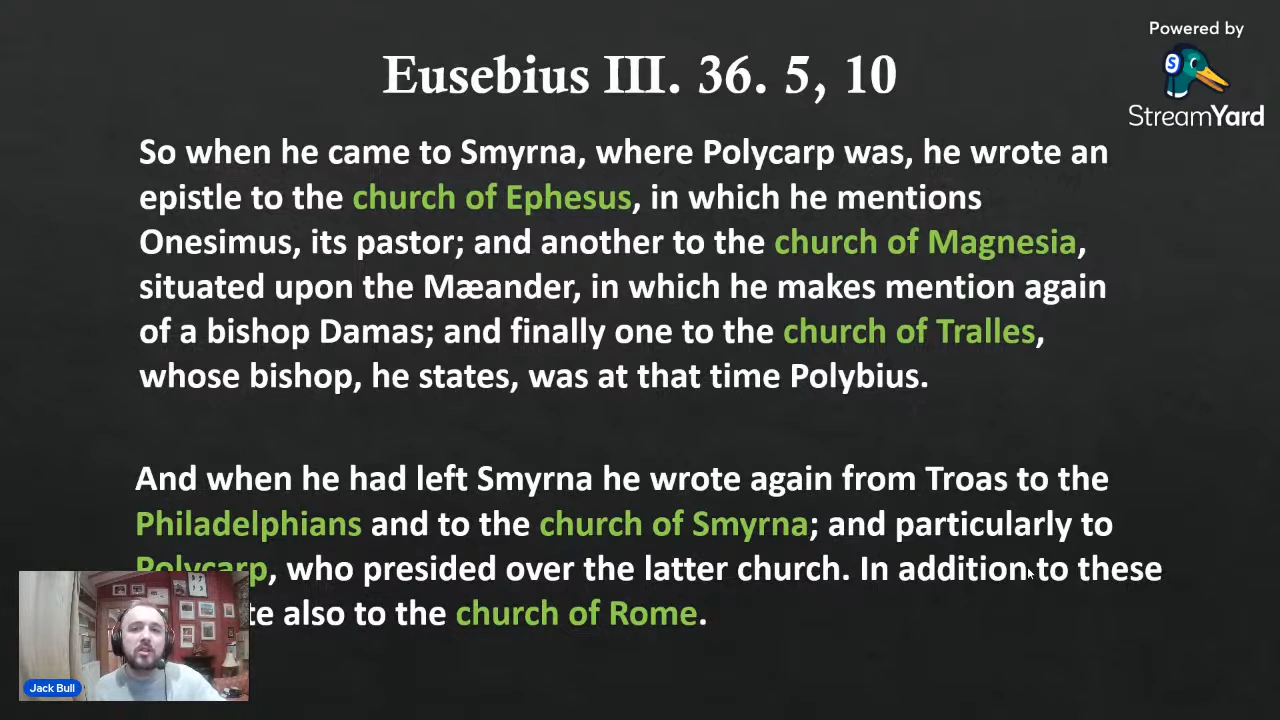 Powered by
StreamYard
Eusebius III. 36. 5, 10
So when he came to Smyrna, where Polycarp was, he wrote an
epistle to the church of Ephesus, in which he mentions
Onesimus, its pastor; and another to the church of Magnesia,
situated upon the Mæander, in which he makes mention again
of a bishop Damas; and finally one to the church of Tralles,
whose bishop, he states, was at that time Polybius.
And when he had left Smyrna he wrote again from Troas to the
Philadelphians and to the church of Smyrna; and particularly to
Polycarp, who presided over the latter church. In addition to these
also to the church of Rome.
Jack Bull